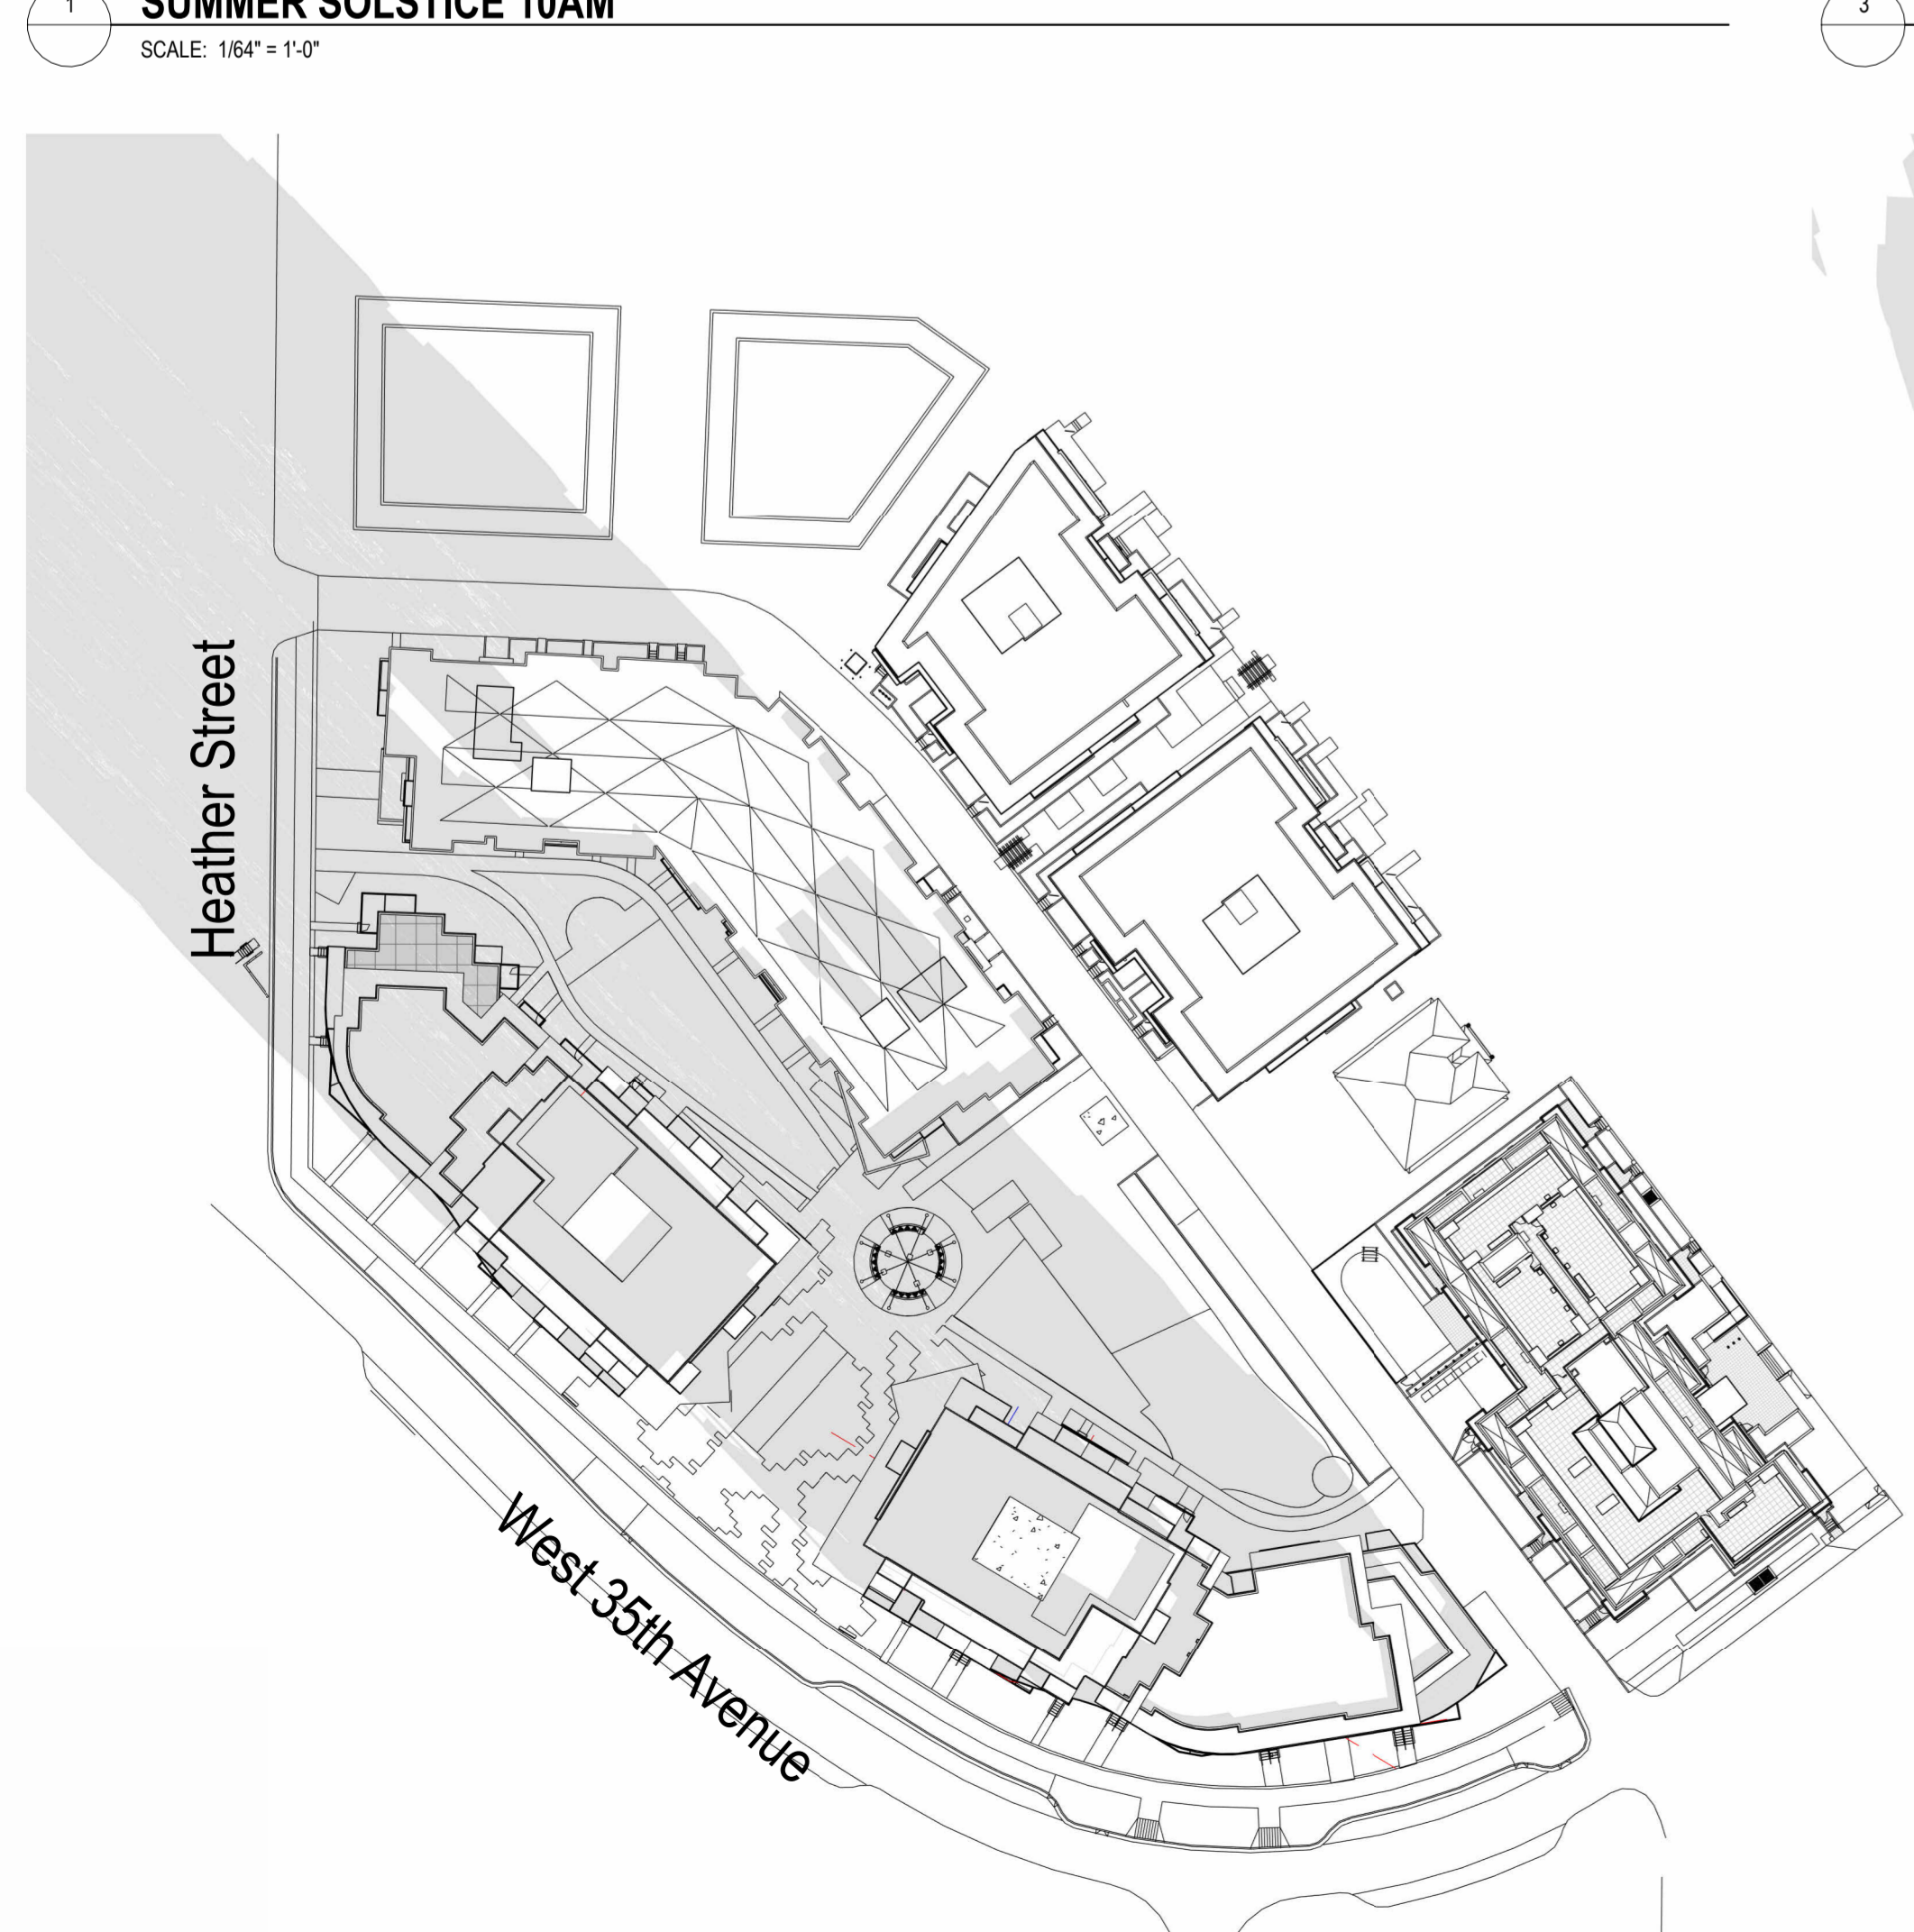 1
SUMMER SOLSTICE 10AM
3
SCALE: 1/64" = 1'-0"
Heather Street
West 35th Avenue